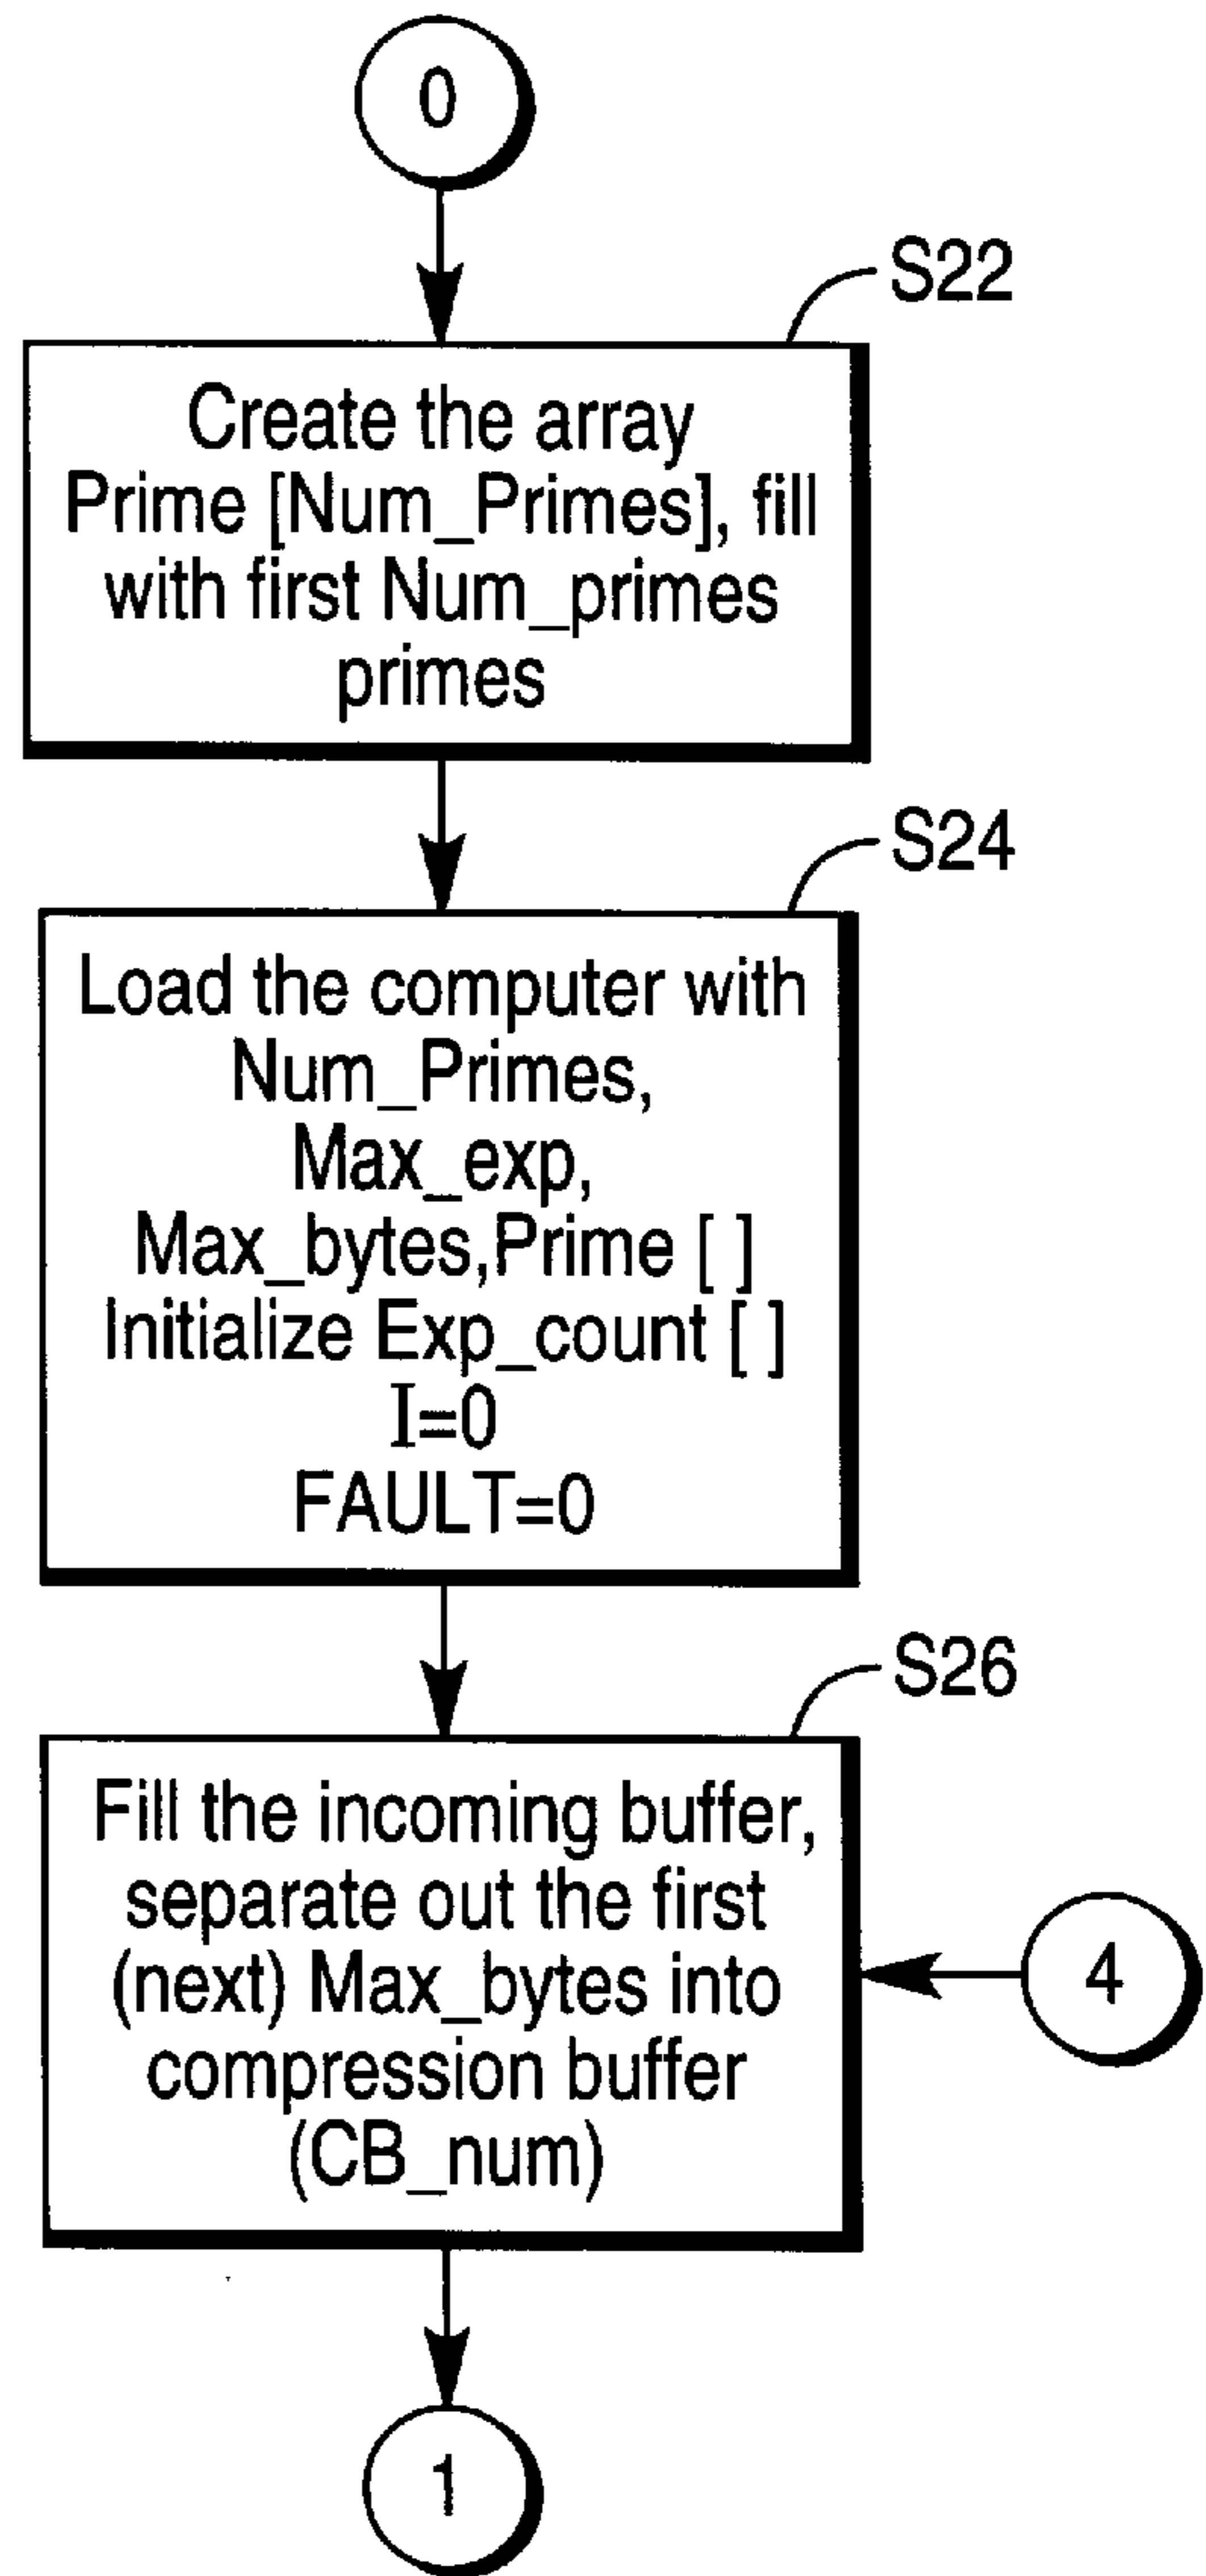 0
S22
Create the array
Prime [Num_Primes], fill
with first Num_primes
primes
S24
Load the computer with
Num_Primes,
Max_exp,
Max_bytes,Prime [ ]
Initialize Exp_count [ ]
I=0
FAULT=0
S26
Fill the incoming buffer,
separate out the first
(next) Max_bytes into
compression buffer
(CB_num)
4
1